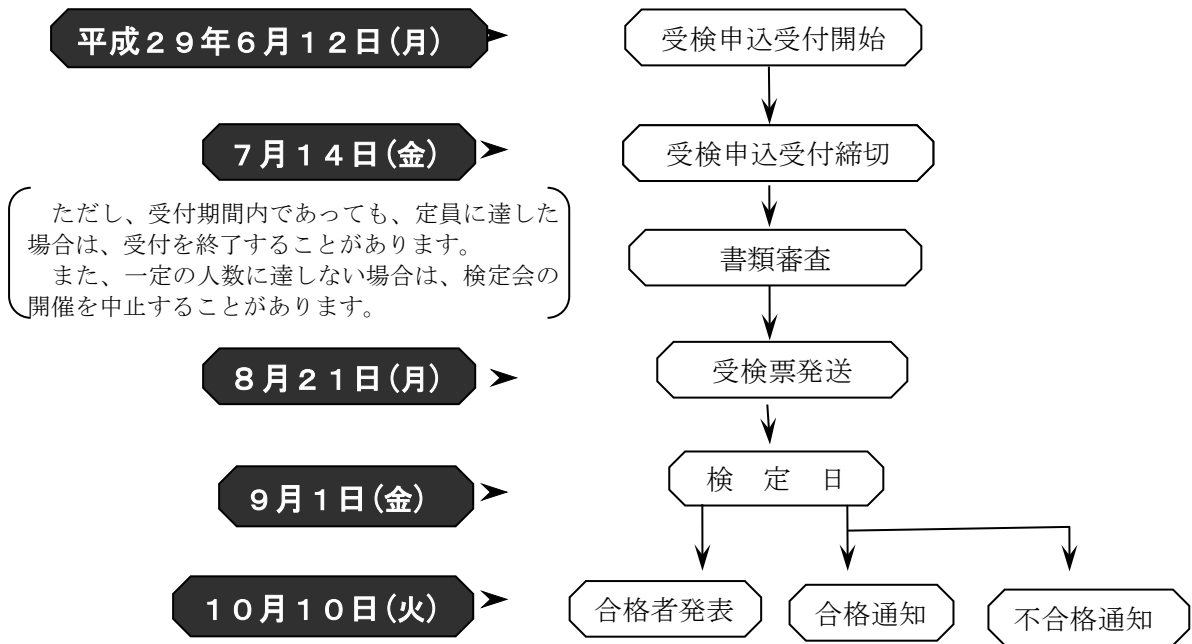 平成２９年６月１２日(月)
受検申込受付開始
７月１４日(金)
受検申込受付締切
　ただし、受付期間内であっても、定員に達した
場合は、受付を終了することがあります。
　また、一定の人数に達しない場合は、検定会の
開催を中止することがあります。
書類審査
８月２１日(月)
受検票発送
９月１日(金)
検　定　日
１０月１０日(火)
合格者発表
合格通知
不合格通知